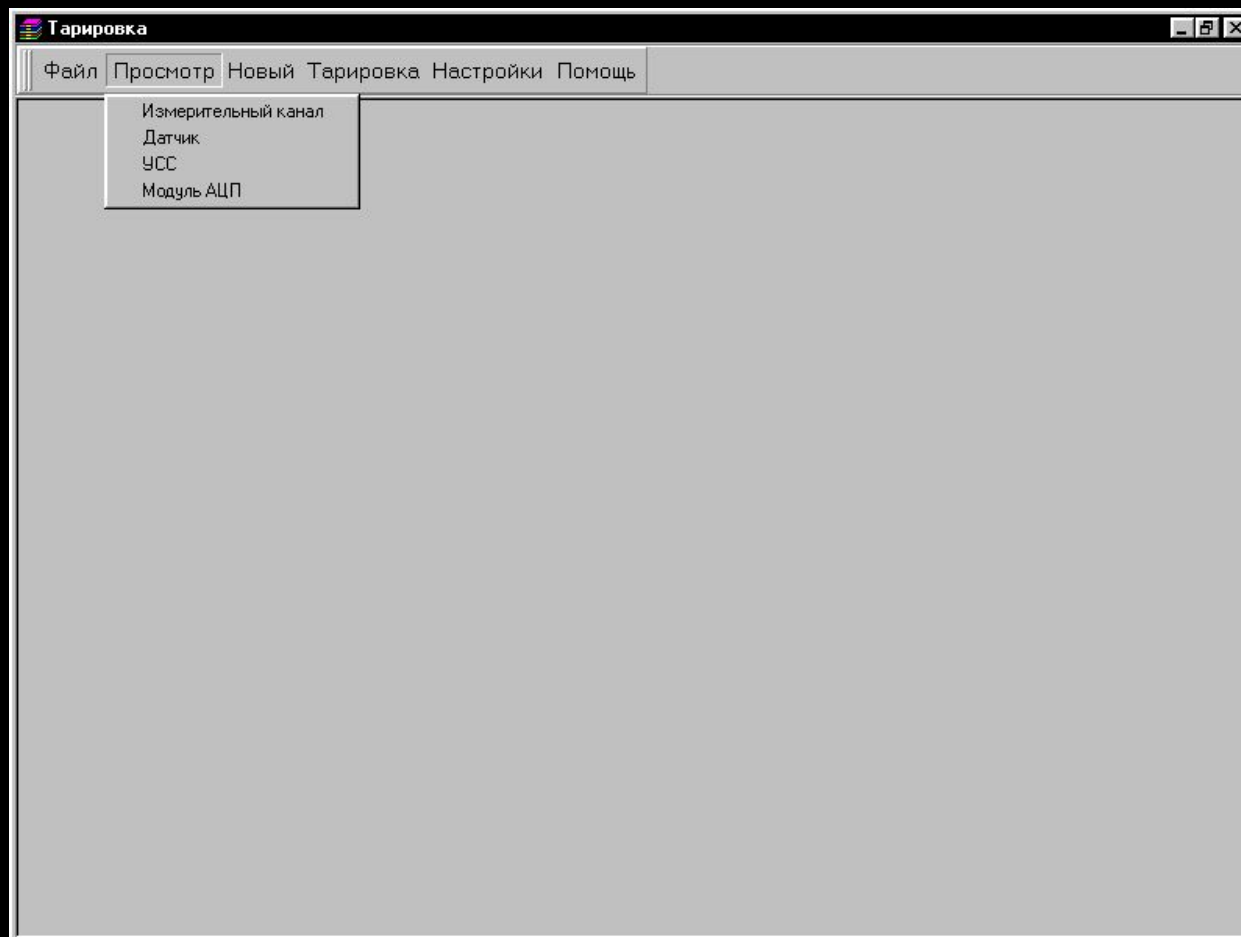 Тарировка
Файл Просмотр Новый Тарировка Настройки Помощь
Измерительный канал
Датчик
УСС
Модуль АЦП